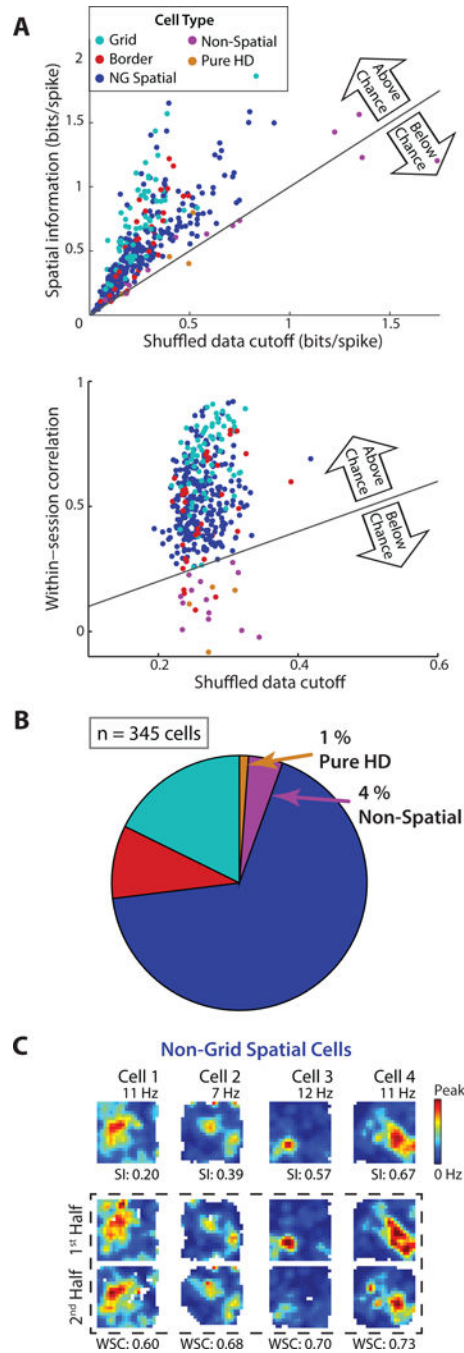 A
Cell Type
Grid
Non-Spatial
Border
Pure HD
NG Spatial
Spatial information (bits/spike)
2
1.5
1
0.5
0
0.5
1
1.5
Shuffled data cutoff (bits/spike)
Above Chance
Below Chance
Within-session correlation
1
0.5
0
0.2
0.4
0.6
Shuffled data cutoff
Above Chance
Below Chance
B
n = 345 cells
1 %
Pure HD
4 %
Non-Spatial
C
Non-Grid Spatial Cells
Cell 1 Cell 2 Cell 3 Cell 4
11 Hz 7 Hz 12 Hz 11 Hz
Peak
0 Hz
SI: 0.20 SI: 0.39 SI: 0.57 SI: 0.67
1st Half
2nd Half
WSC: 0.60 WSC: 0.68 WSC: 0.70 WSC: 0.73